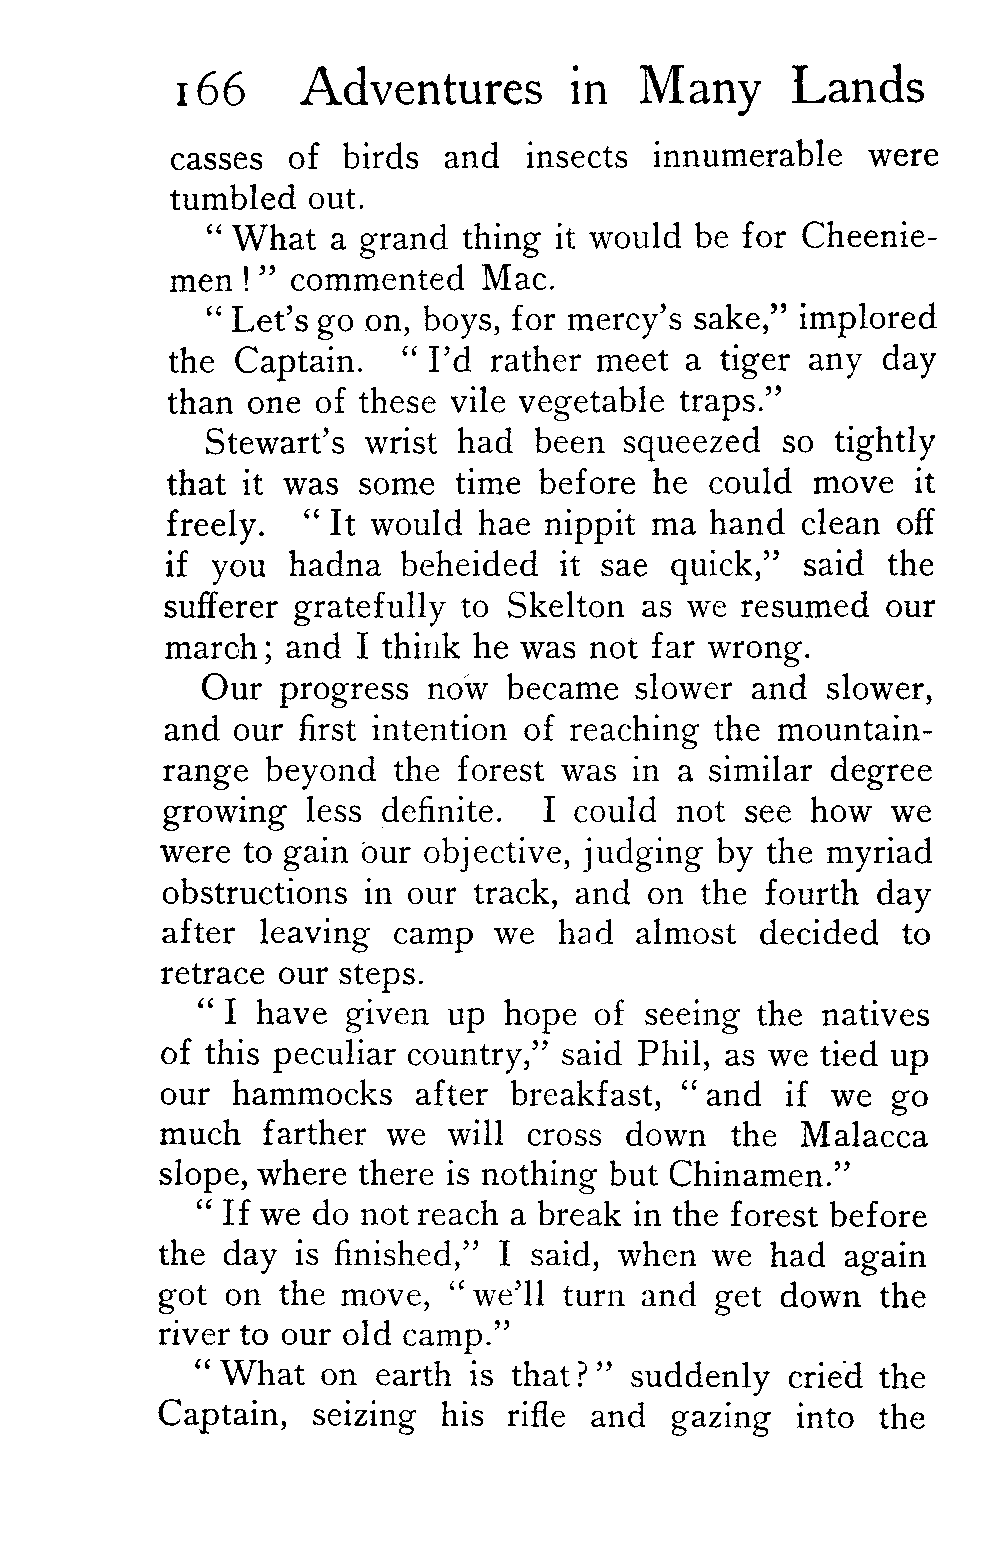 166 Adventures in Many Lands
casses of birds and insects innumerable were
tumbled out.
“ What a grand thing it would be for Cheenie-
men ! ” commented Mac.
“ Let’s go on, boys, for mercy’s sake,” implored
the Captain. “ I’d rather meet a tiger any day
than one of these vile vegetable traps.”
Stewart’s wrist had been squeezed so tightly
that it was some time before he could move it
freely. “ It would hae nippit ma hand clean off
if you hadna beheided it sae quick,” said the
sufferer gratefully to Skelton as we resumed our
march ; and I think he was not far wrong.
Our progress now became slower and slower,
and our first intention of reaching the mountain-
range beyond the forest was in a similar degree
growing less definite. I could not see how we
were to gain our objective, judging by the myriad
obstructions in our track, and on the fourth day
after leaving camp we had almost decided to
retrace our steps.
“ I have given up hope of seeing the natives
of this peculiar country,” said Phil, as we tied up
our hammocks after breakfast, “ and if we go
much farther we will cross down the Malacca
slope, where there is nothing but Chinamen.”
“ If we do not reach a break in the forest before
the day is finished,” I said, when we had again
got on the move, “ we’ll turn and get down the
river to our old camp.”
“ What on earth is that? ” suddenly cried the
Captain, seizing his rifle and gazing into the